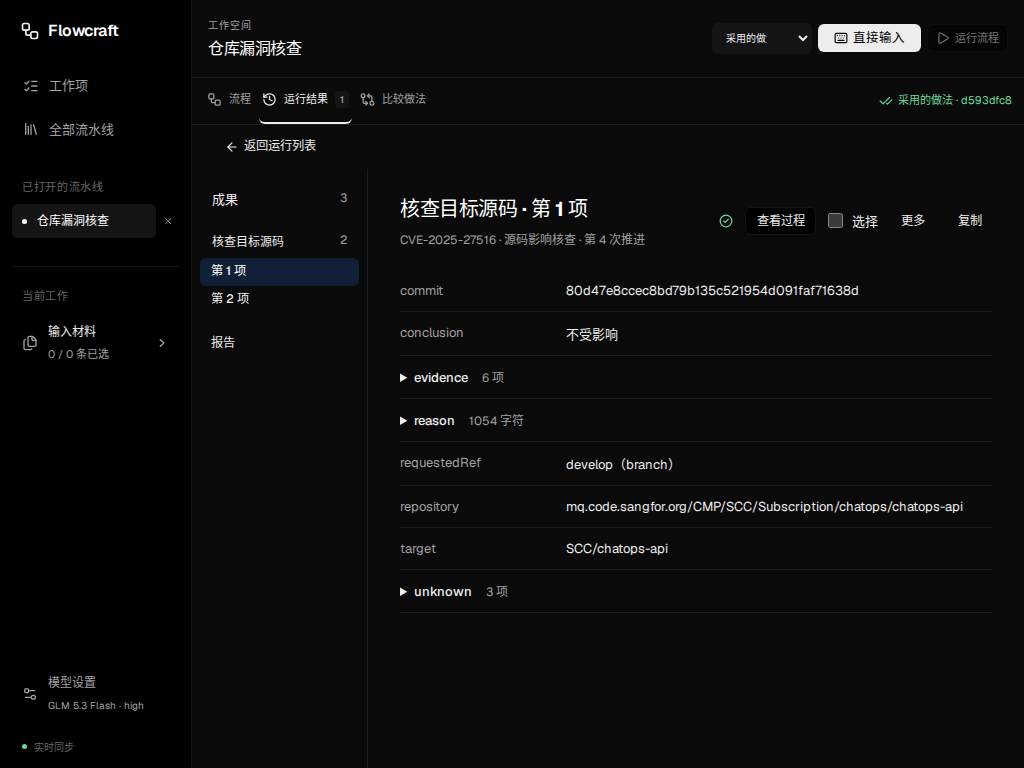 Flowcraft
工作项
全部流水线
已打开的流水线
仓库漏洞核查
当前工作
输入材料
0 / 0 条已选
模型设置
GLM 5.3 Flash · high
实时同步
工作空间
仓库漏洞核查
采用的做
直接输入
运行流程
流程
运行结果 1
比较做法
采用的做法 · d593dfc8
返回运行列表
成果 3
核查目标源码 2
第 1 项
第 2 项
报告
核查目标源码 · 第 1 项
CVE-2025-27516 · 源码影响核查 · 第 4 次推进
查看过程
选择
更多
复制
commit 80d47e8ccec8bd79b135c521954d091faf71638d
conclusion 不受影响
evidence 6 项
reason 1054 字符
requestedRef develop（branch）
repository mq.code.sangfor.org/CMP/SCC/Subscription/chatops/chatops-api
target SCC/chatops-api
unknown 3 项